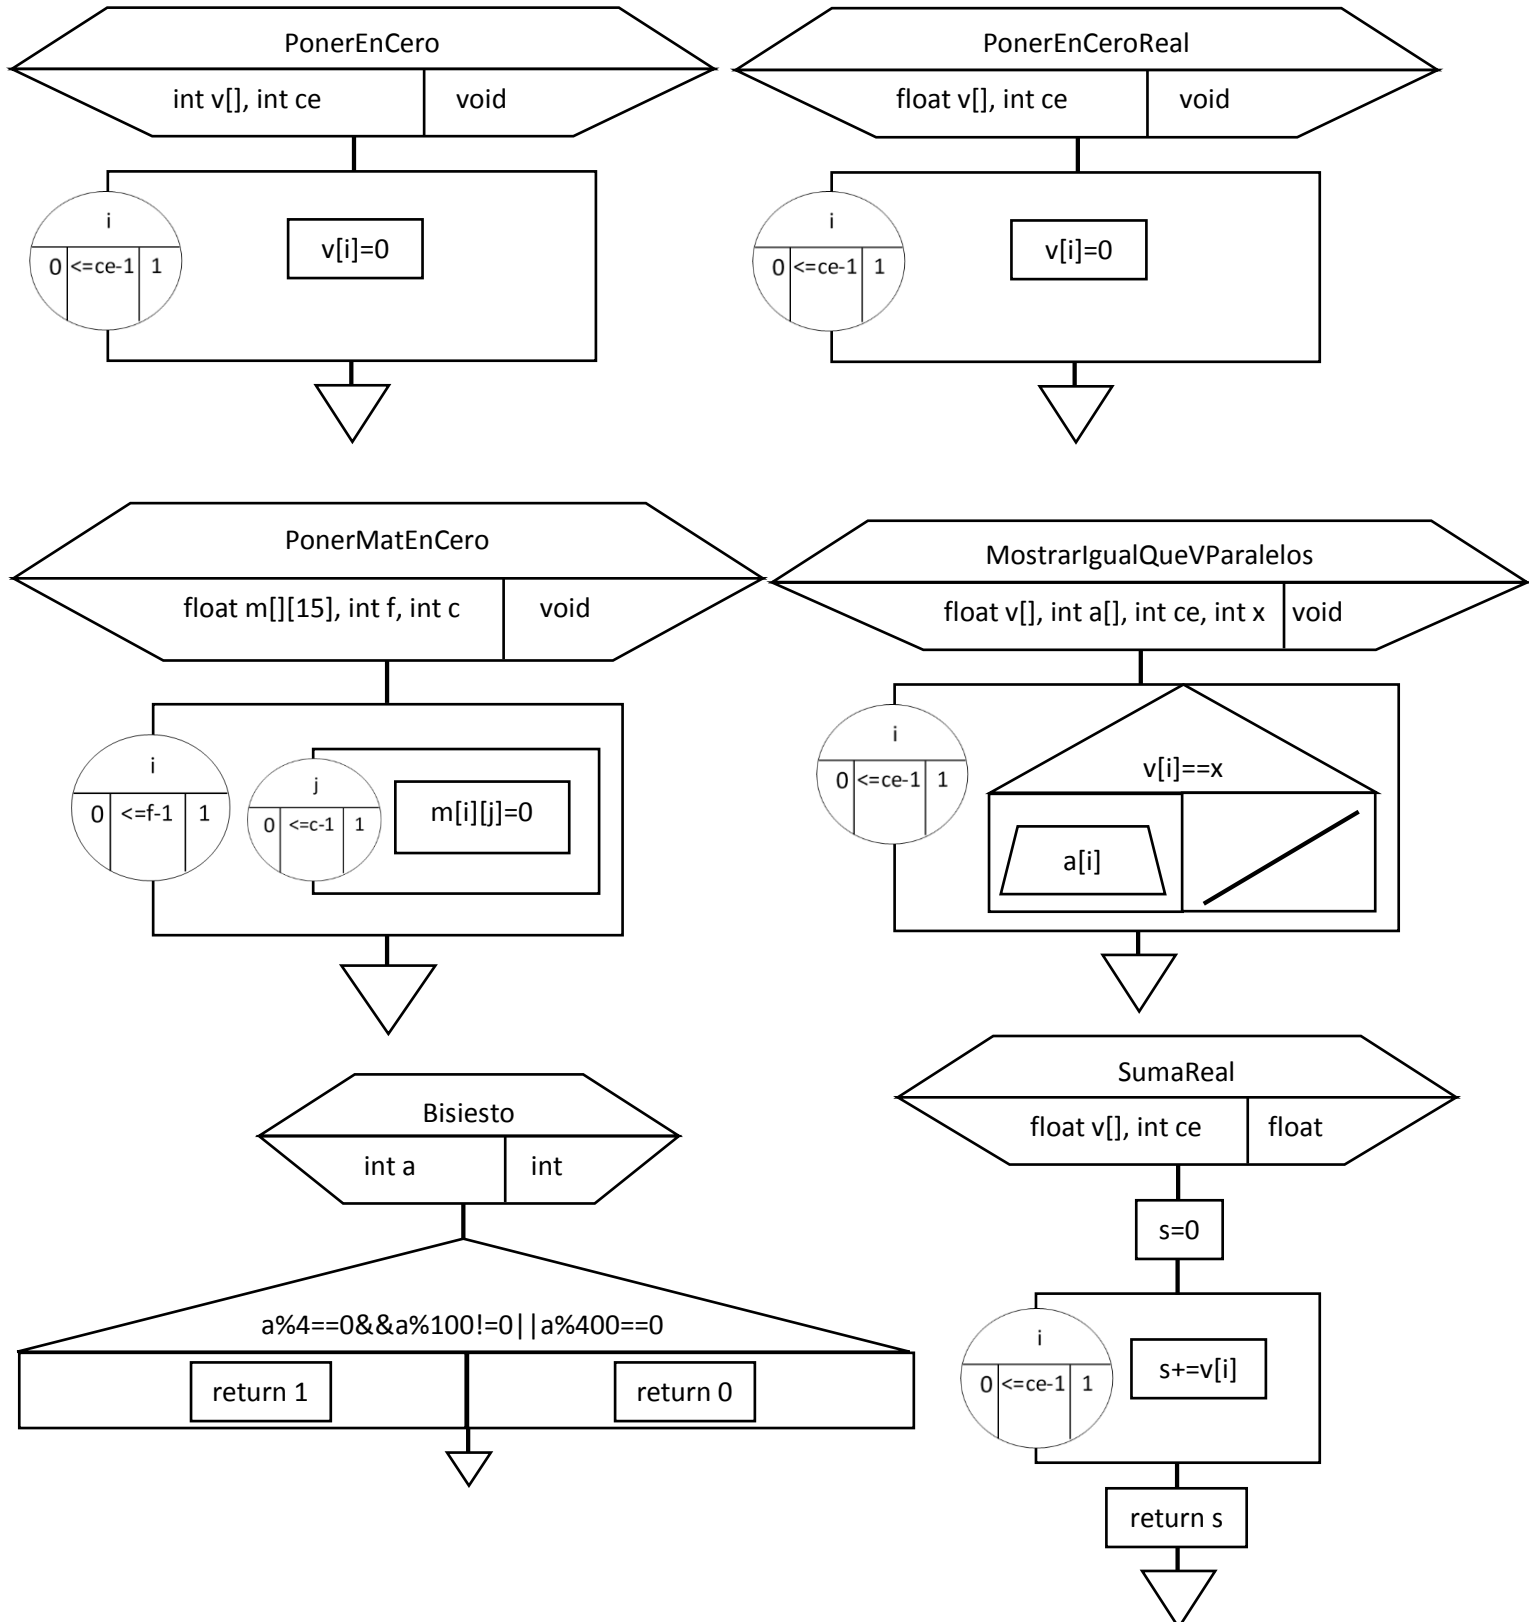 PonerEnCero
int v[], int ce void
i
0 <=ce-1 1
v[i]=0
PonerEnCeroReal
float v[], int ce void
i
0 <=ce-1 1
v[i]=0
PonerMatEnCero
float m[][15], int f, int c void
i
0 <=f-1 1
j
0 <=c-1 1
m[i][j]=0
MostrarIgualQueVParalelos
float v[], int a[], int ce, int x void
i
0 <=ce-1 1
v[i]==x
a[i]
Bisiesto
int a int
a%4==0&&a%100!=0||a%400==0
return 1 return 0
SumaReal
float v[], int ce float
s=0
i
0 <=ce-1 1
s+=v[i]
return s